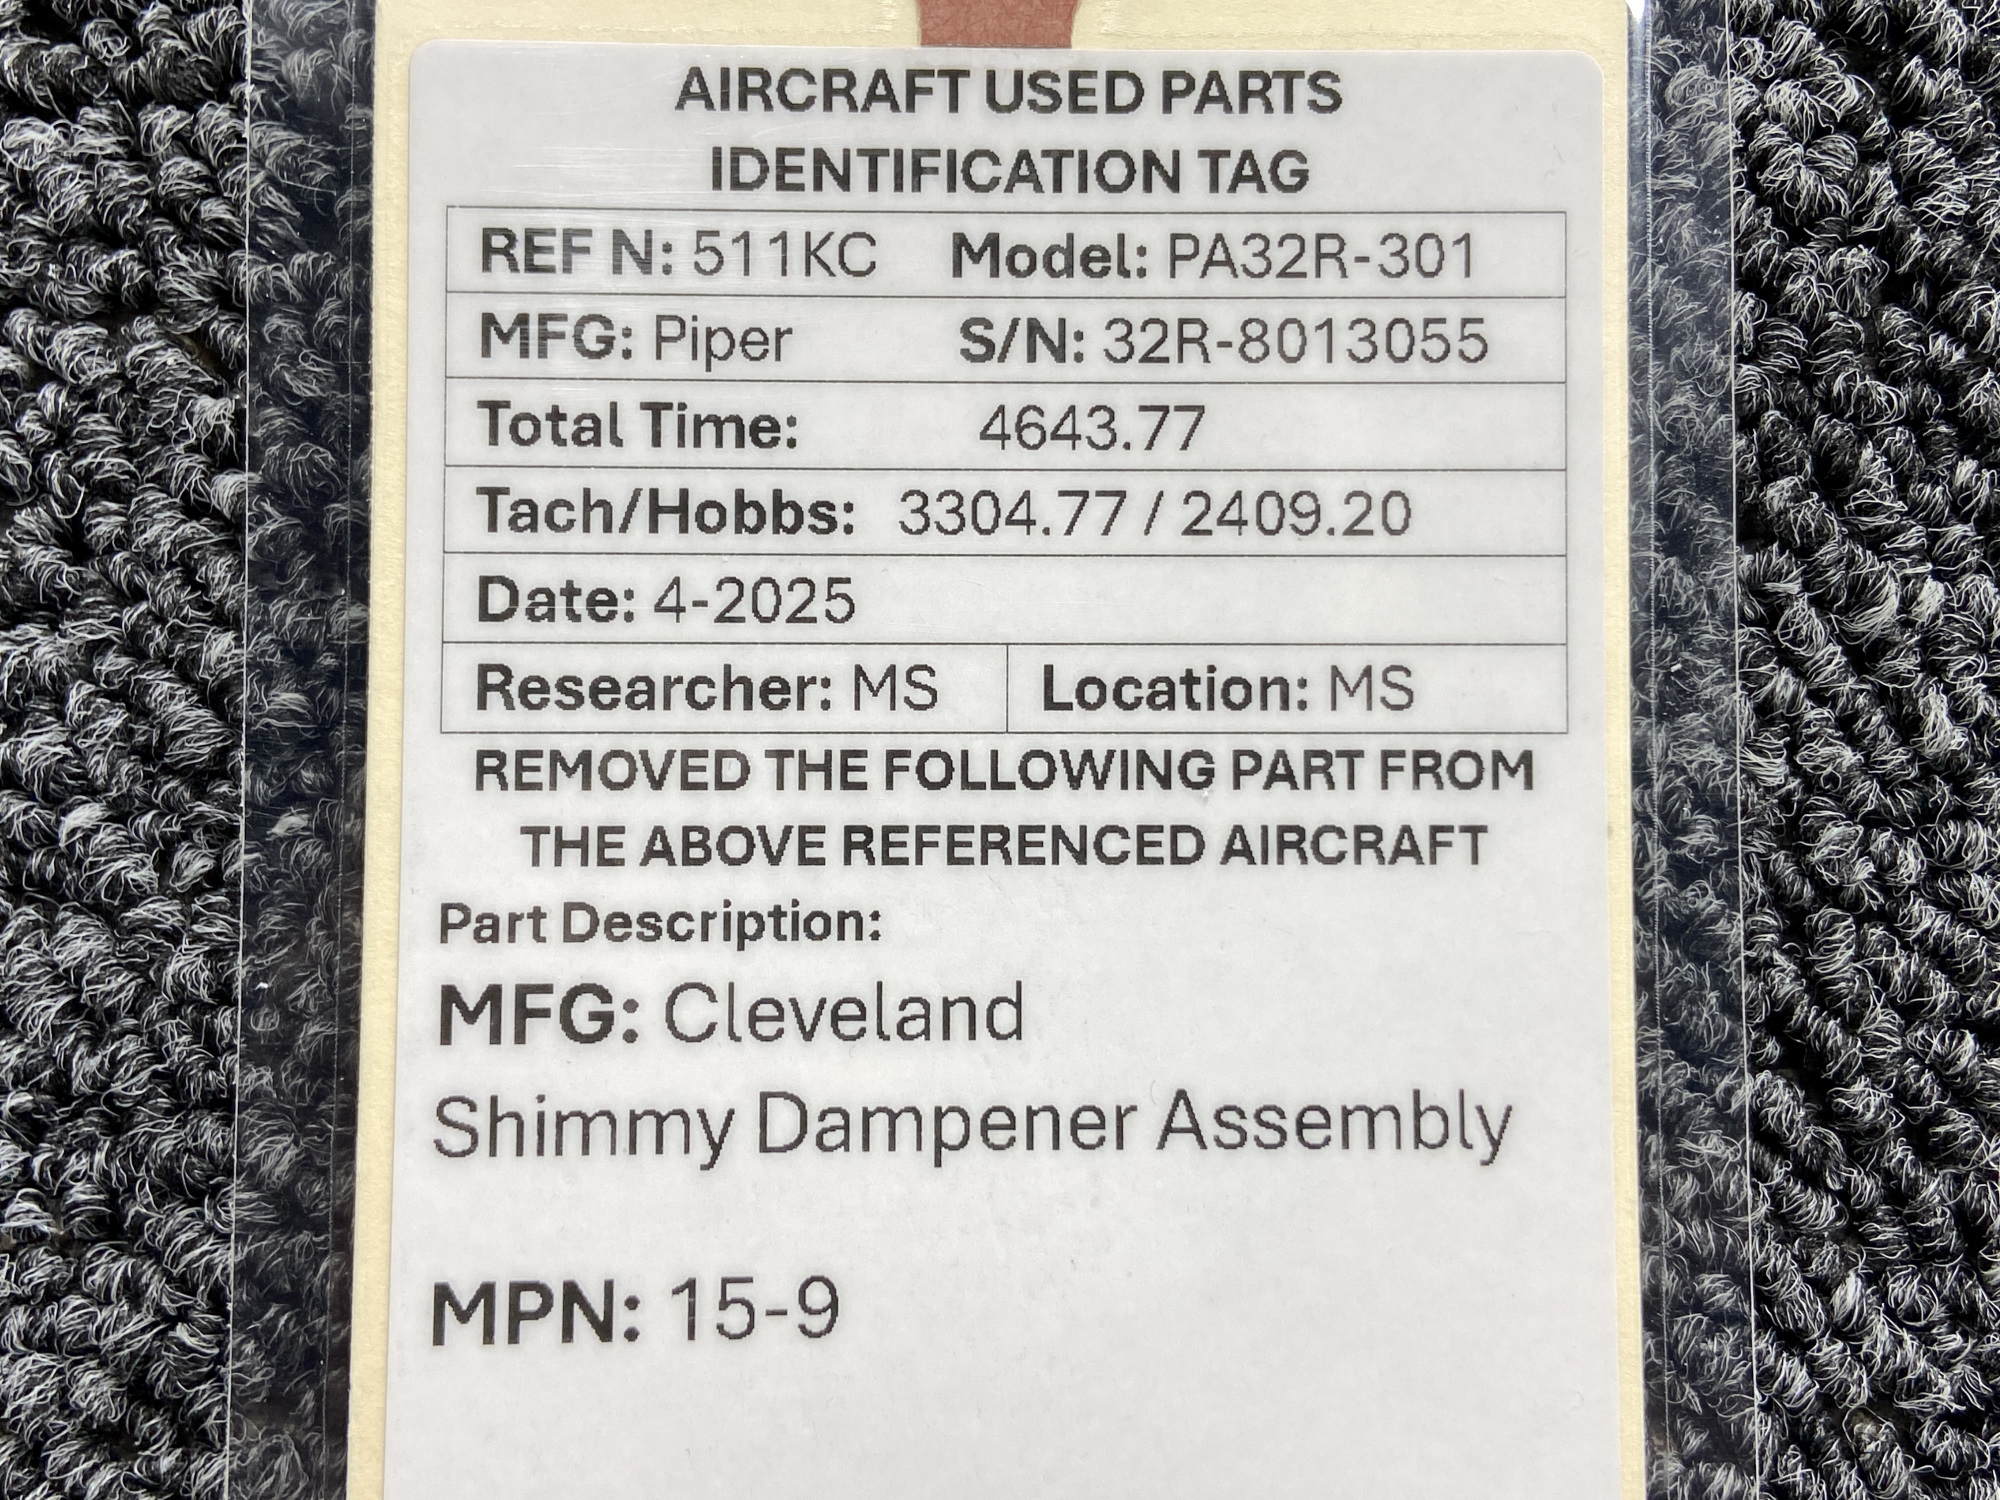 AIRCRAFT USED PARTS
IDENTIFICATION TAG
REF N: 511KC Model: PA32R-301
MFG: Piper S/N: 32R-8013055
Total Time: 4643.77
Tach/Hobbs: 3304.77 / 2409.20
Date: 4-2025
Researcher: MS Location: MS
REMOVED THE FOLLOWING PART FROM
THE ABOVE REFERENCED AIRCRAFT
Part Description:
MFG: Cleveland
Shimmy Dampener Assembly
MPN: 15-9